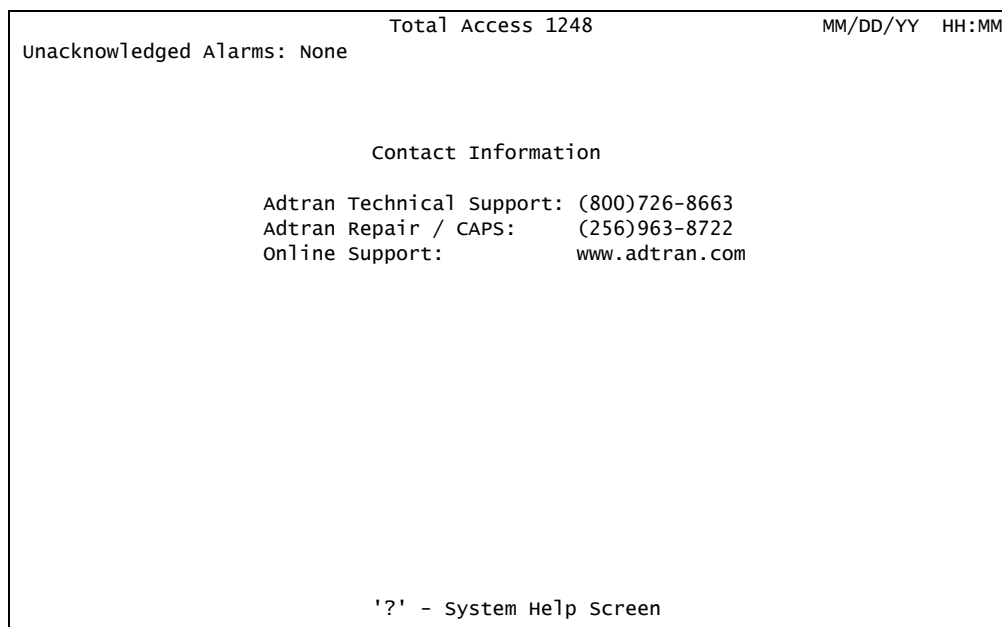 Total Access 1248 MM/DD/YY HH:MM
Unacknowledged Alarms: None
Contact Information
Adtran Technical Support: (800)726-8663
Adtran Repair / CAPS: (256)963-8722
Online Support: www.adtran.com
'?' - System Help Screen